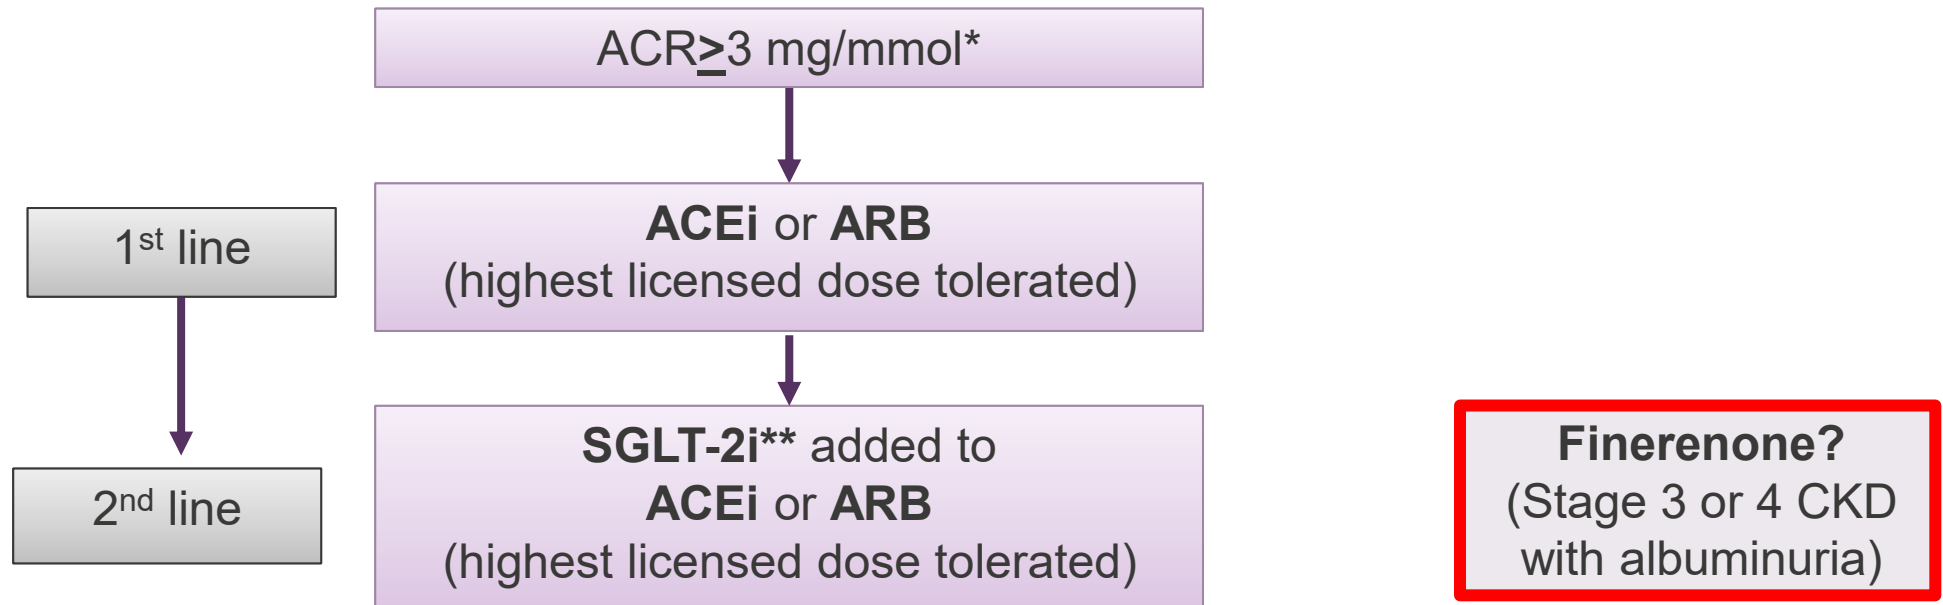 ACR≥3 mg/mmol*
1st line
ACEi or ARB
(highest licensed dose tolerated)
2nd line
SGLT-2i** added to
ACEi or ARB
(highest licensed dose tolerated)
Finerenone?
(Stage 3 or 4 CKD
with albuminuria)